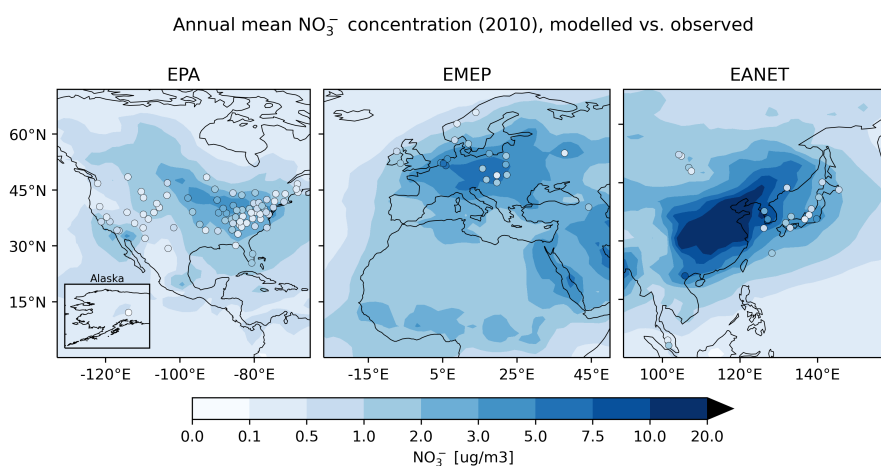 Annual mean NO₃⁻ concentration (2010), modelled vs. observed
EPA
EMEP
EANET
60°N
45°N
30°N
15°N
Alaska
-120°E -100°E -80°E
-15°E 5°E 25°E 45°E
100°E 120°E 140°E
0.0 0.1 0.5 1.0 2.0 3.0 5.0 7.5 10.0 20.0
NO₃⁻ [ug/m3]